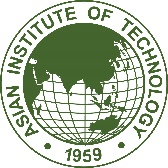 ASIAN INSTITUTE OF TECHNOLOGY
• 1959 •